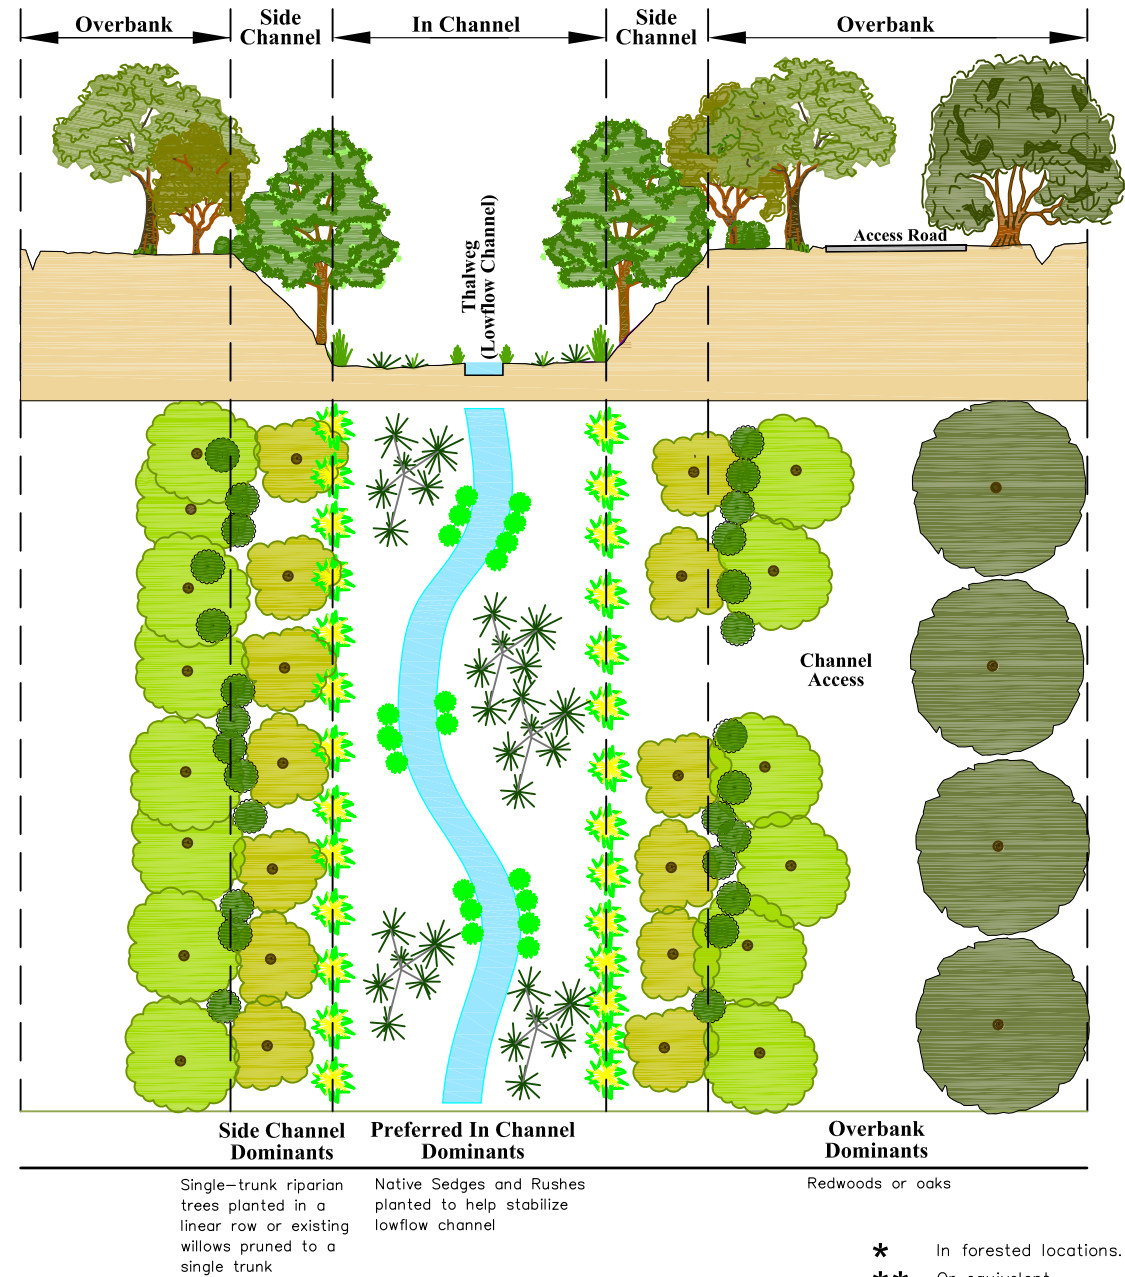 Overbank
Side
Channel
In Channel
Side
Channel
Overbank
Thalweg
(Lowflow Channel)
Access Road
Channel
Access
Side Channel
Dominants
Preferred In Channel
Dominants
Overbank
Dominants
Single-trunk riparian
trees planted in a
linear row or existing
willows pruned to a
single trunk
Native Sedges and Rushes
planted to help stabilize
lowflow channel
Redwoods or oaks
* In forested locations.
** Or equivalent